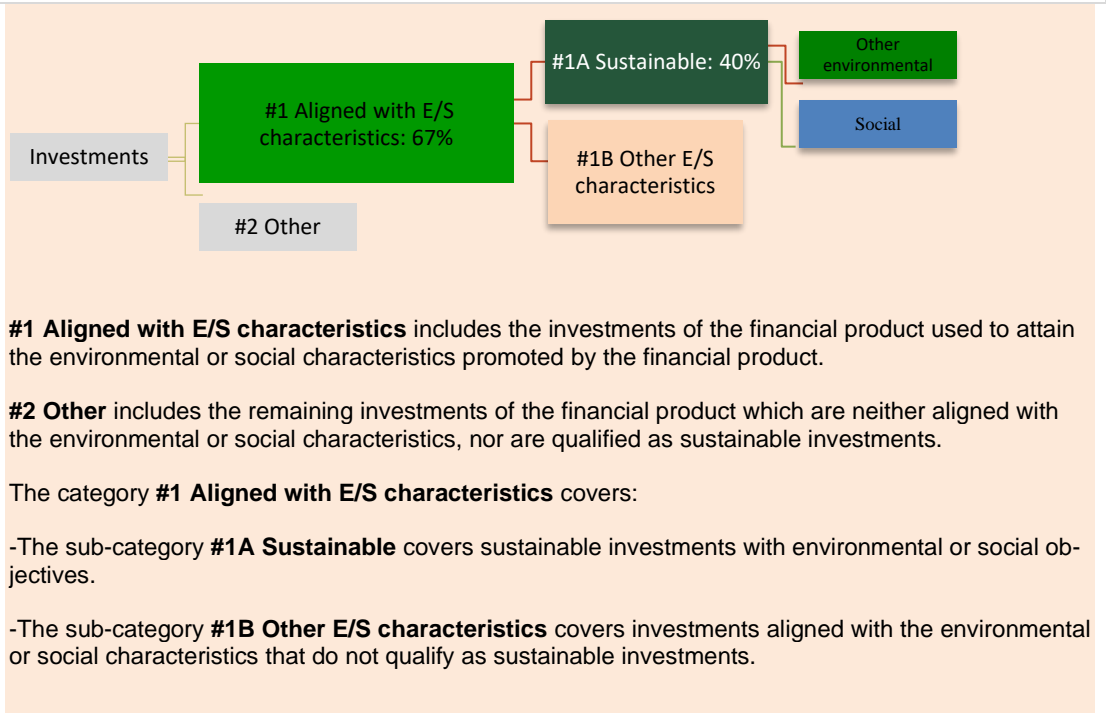 #1A Sustainable: 40%
Other
environmental
#1 Aligned with E/S
characteristics: 67%
Social
Investments
#1B Other E/S
characteristics
#2 Other
#1 Aligned with E/S characteristics includes the investments of the financial product used to attain
the environmental or social characteristics promoted by the financial product.
#2 Other includes the remaining investments of the financial product which are neither aligned with
the environmental or social characteristics, nor are qualified as sustainable investments.
The category #1 Aligned with E/S characteristics covers:
-The sub-category #1A Sustainable covers sustainable investments with environmental or social ob-
jectives.
-The sub-category #1B Other E/S characteristics covers investments aligned with the environmental
or social characteristics that do not qualify as sustainable investments.